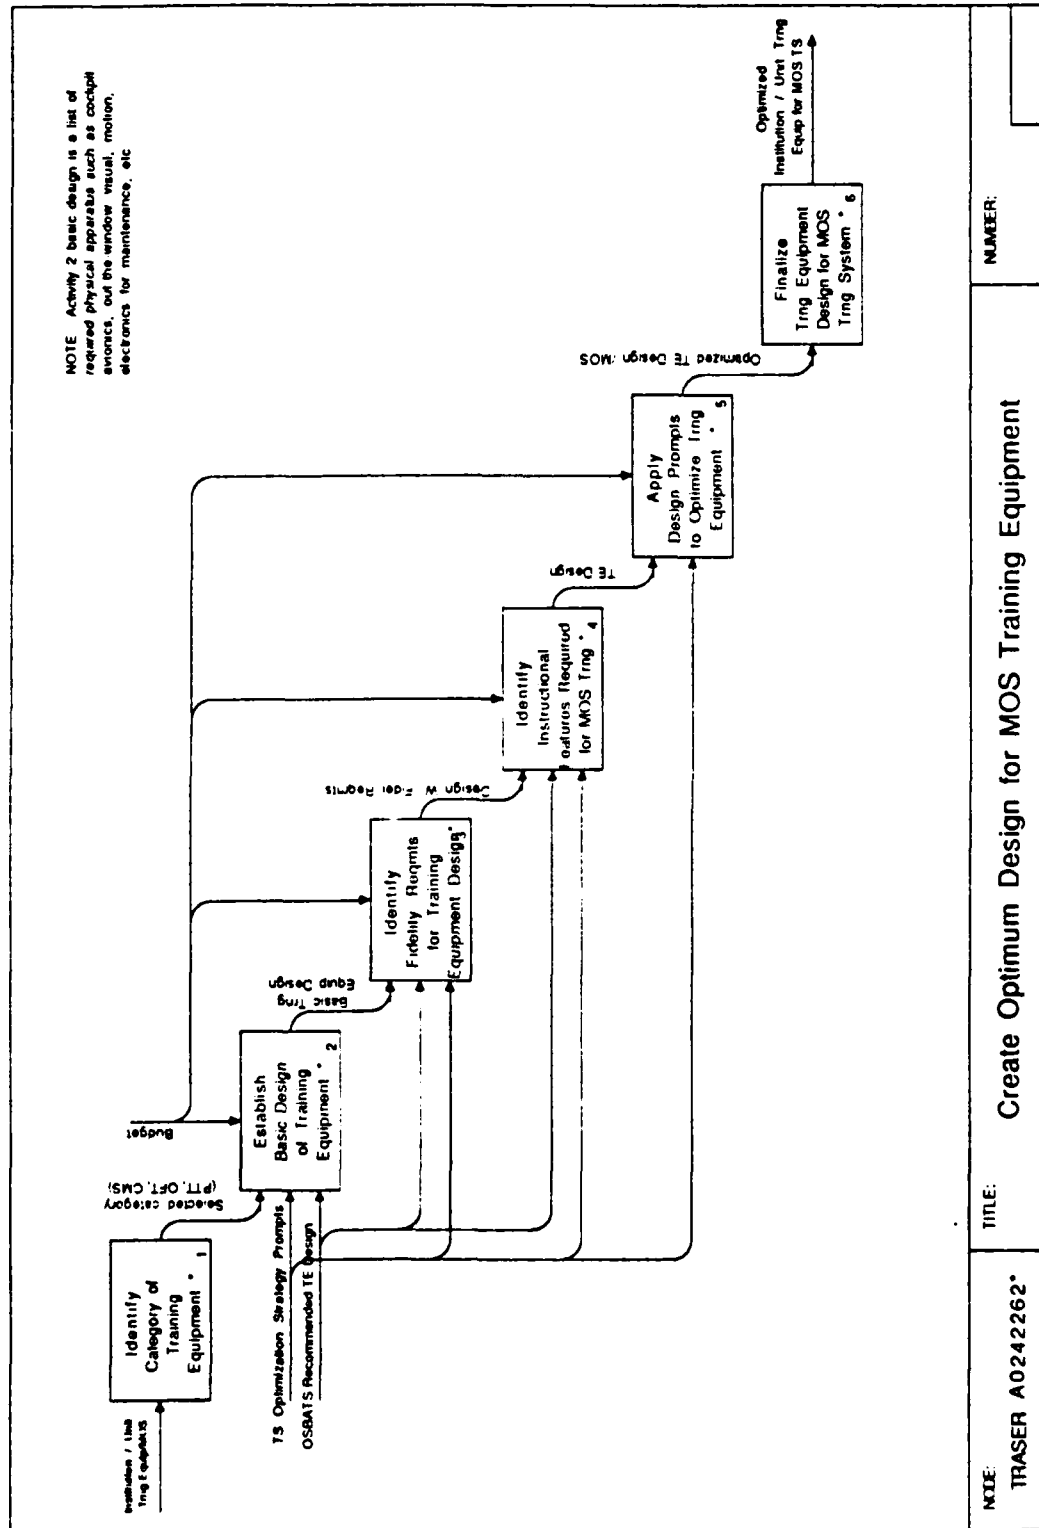 NOTE Activity 2 basic design is a list of
required physical apparatus such as cockpit
avionics, out the window visual, motion,
electronics for maintenance, etc
Institution / Unit
Trng Equip/MOS
Identify
Category of
Training
Equipment *
1
Selected category
(PTT, OFT, CMS)
Budget
TS Optimization Strategy Prompts
OSBATS Recommended TE Design
Establish
Basic Design
of Training
Equipment *
2
Basic Trng
Equip Design
Identify
Fidelity Reqmts
for Training
Equipment Design*
3
Design W/ Fidel Reqmts
Identify
Instructional
Features Required
for MOS Trng *
4
TE Design
Apply
Design Prompts
to Optimize Trng
Equipment *
5
Optimized TE Design /MOS
Finalize
Trng Equipment
Design for MOS
Trng System *
6
Optimized
Institution / Unit Trng
Equip for MOS TS
NODE:
TRASER A0242262*
TITLE:
Create Optimum Design for MOS Training Equipment
NUMBER: